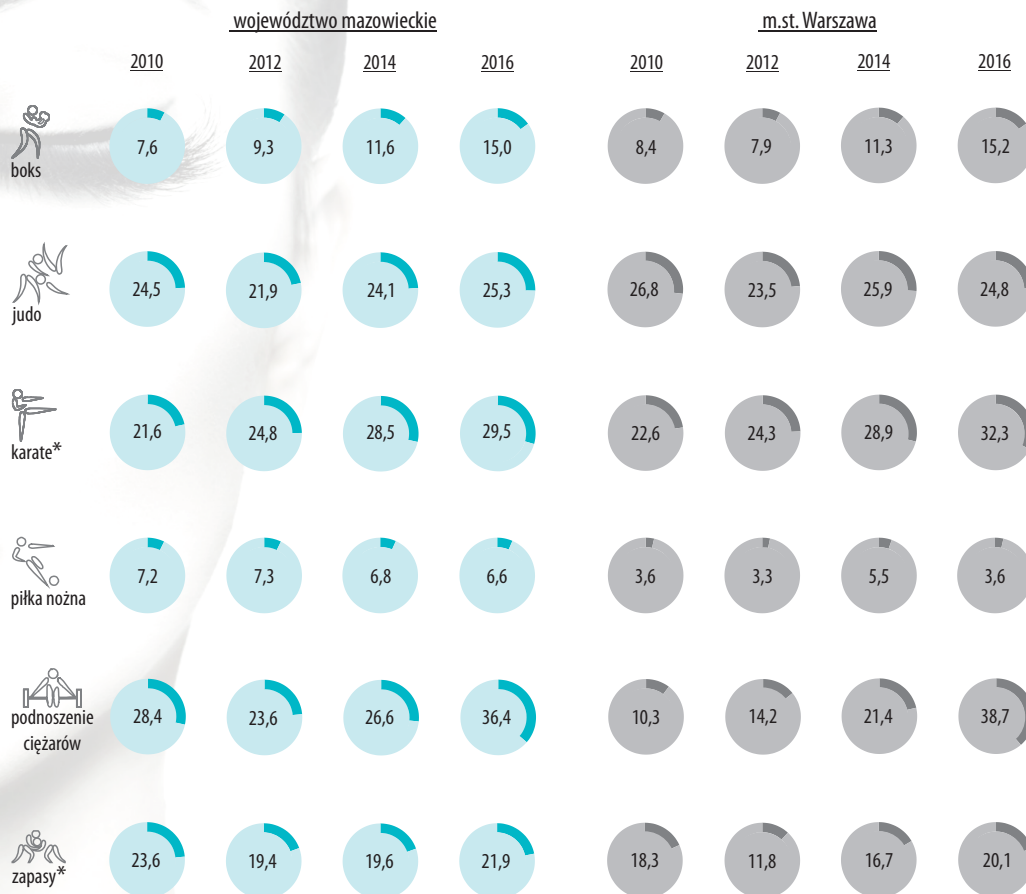 województwo mazowieckie m.st. Warszawa
2010 2012 2014 2016 2010 2012 2014 2016
boks 7,6 9,3 11,6 15,0 8,4 7,9 11,3 15,2
judo 24,5 21,9 24,1 25,3 26,8 23,5 25,9 24,8
karate* 21,6 24,8 28,5 29,5 22,6 24,3 28,9 32,3
piłka nożna 7,2 7,3 6,8 6,6 3,6 3,3 5,5 3,6
podnoszenie
ciężarów 28,4 23,6 26,6 36,4 10,3 14,2 21,4 38,7
zapasy* 23,6 19,4 19,6 21,9 18,3 11,8 16,7 20,1